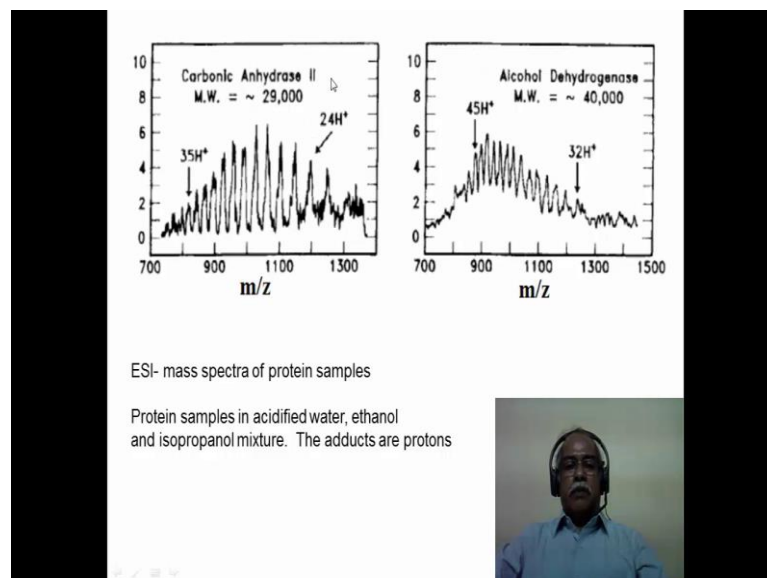 Carbonic Anhydrase II
M.W. = ~ 29,000
10
8
6
4
2
0
35H+
24H+
700 900 1100 1300
m/z
Alcohol Dehydrogenase
M.W. = ~ 40,000
10
8
6
4
2
0
45H+
32H+
700 900 1100 1300 1500
m/z
ESI- mass spectra of protein samples
Protein samples in acidified water, ethanol
and isopropanol mixture. The adducts are protons